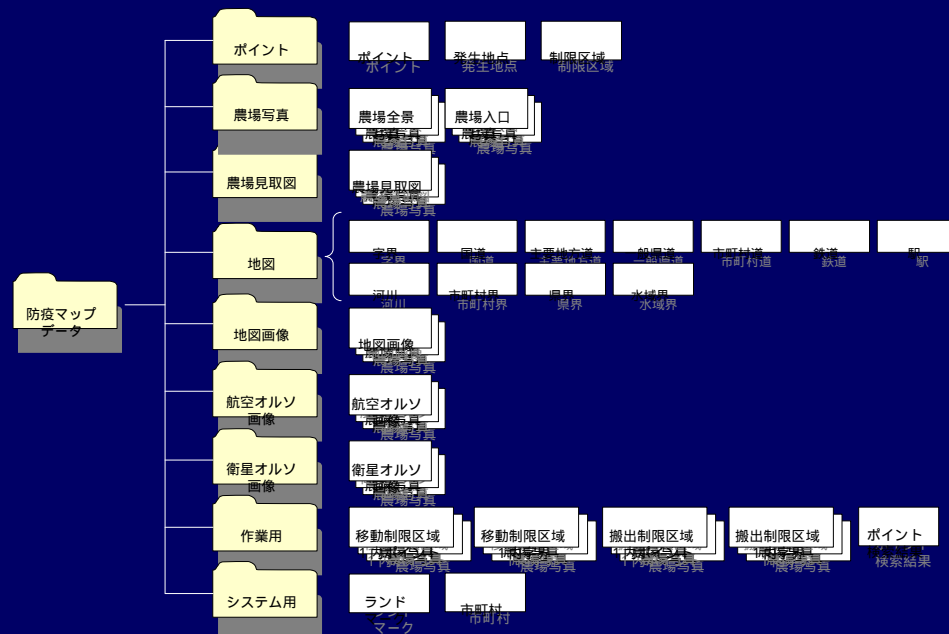 防疫マップ
データ
ポイント
ポイント
発生地点
制限区域
農場写真
農場全景
農場入口
農場見取図
農場見取図
地図
字界
国道
主要地方道
一般県道
市町村道
鉄道
駅
河川
市町村界
県界
水域界
地図画像
地図画像
航空オルソ
画像
航空オルソ
画像
衛星オルソ
画像
衛星オルソ
画像
作業用
移動制限区域
移動制限区域
搬出制限区域
搬出制限区域
ポイント
検索結果
システム用
ランド
マーク
市町村